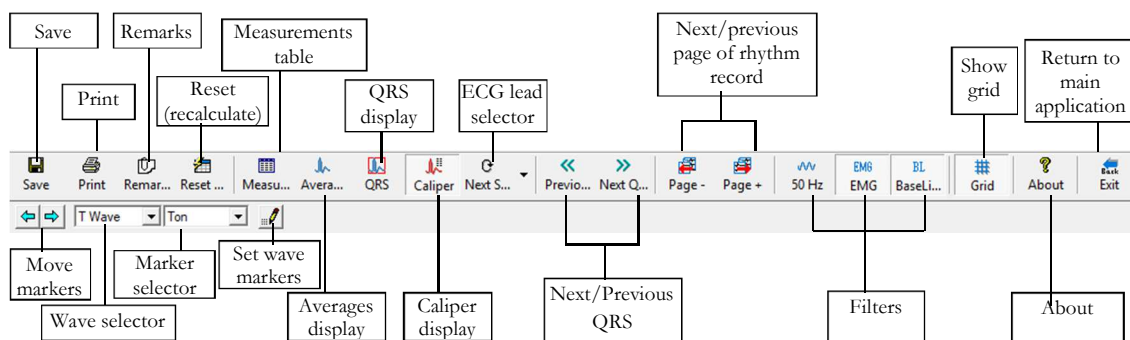 Save
Remarks
Measurements
table
Next/previous
page of rhythm
record
Show
grid
Return to
main
application
Print
Reset
(recalculate)
QRS
display
ECG lead
selector
Save
Print
Remar...
Reset ...
Measu...
Avera...
QRS
Caliper
Next S...
Previo...
Next Q...
Page -
Page +
50 Hz
EMG
EMG
BL
BaseLi...
Grid
About
Back
Exit
T Wave
Ton
Move
markers
Wave selector
Marker
selector
Set wave
markers
Averages
display
Caliper
display
Next/Previous
QRS
Filters
About